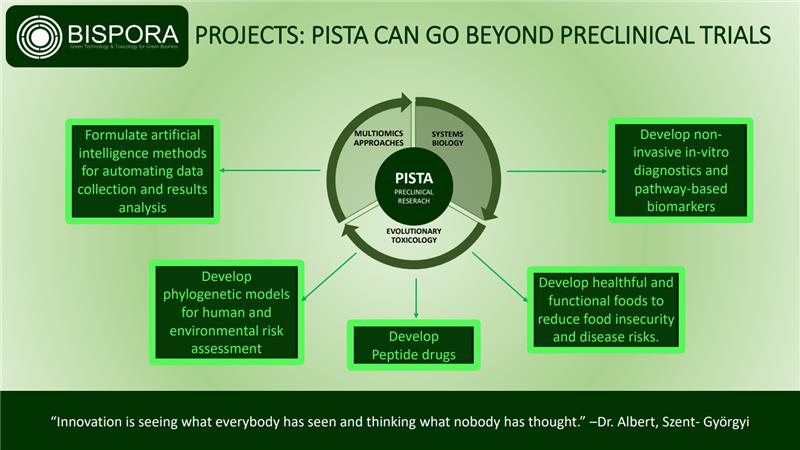 BISPORA
Green Technology & Toxicology for Green Business
PROJECTS: PISTA CAN GO BEYOND PRECLINICAL TRIALS
Formulate artificial
intelligence methods
for automating data
collection and results
analysis
MULTIOMICS
APPROACHES
SYSTEMS
BIOLOGY
PISTA
PRECLINICAL
RESERACH
EVOLUTIONARY
TOXICOLOGY
Develop non-
invasive in-vitro
diagnostics and
pathway-based
biomarkers
Develop
phylogenetic models
for human and
environmental risk
assessment
Develop
Peptide drugs
Develop healthful and
functional foods to
reduce food insecurity
and disease risks.
“Innovation is seeing what everybody has seen and thinking what nobody has thought.” –Dr. Albert, Szent- Györgyi